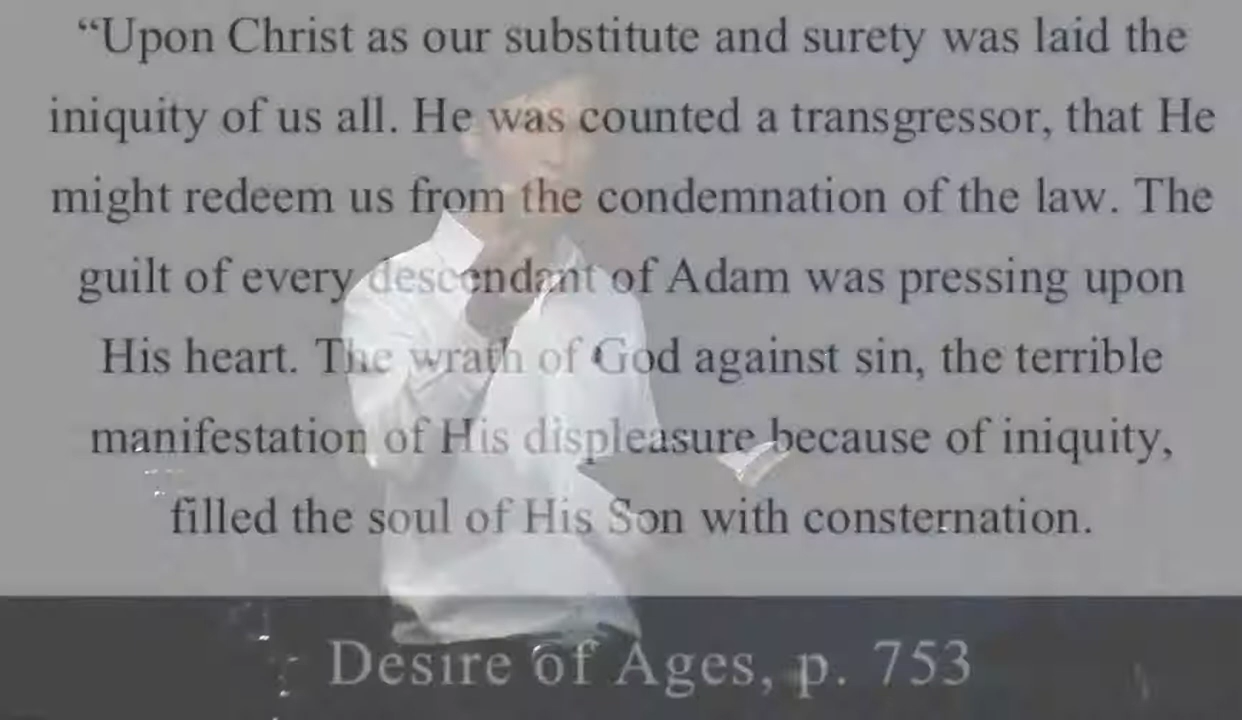 “Upon Christ as our substitute and surety was laid the
iniquity of us all. He was counted a transgressor, that He
might redeem us from the condemnation of the law. The
guilt of every descendant of Adam was pressing upon
His heart. The wrath of God against sin, the terrible
manifestation of His displeasure because of iniquity,
filled the soul of His Son with consternation.
Desire of Ages, p. 753